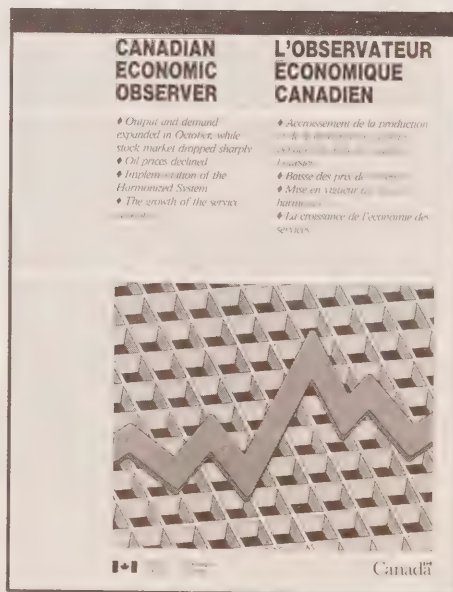 CANADIAN
ECONOMIC
OBSERVER
♦ Output and demand
expanded in October, while
stock market dropped sharply
♦ Oil prices declined
♦ Implementation of the
Harmonized System
♦ The growth of the service
L'OBSERVATEUR
ÉCONOMIQUE
CANADIEN
♦ Accroissement de la production
♦ Baisse des prix
♦ Mise en vigueur
♦ La croissance de l'économie des
services
Canada